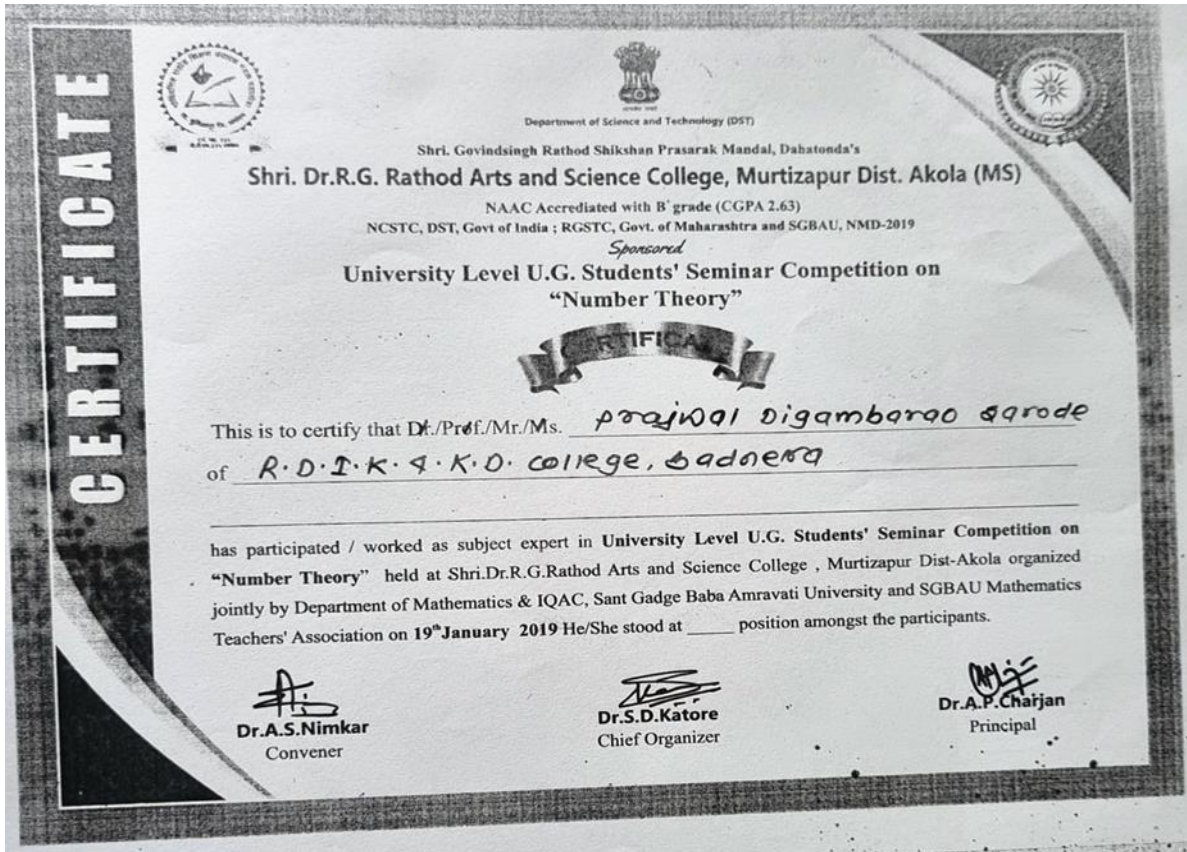 CERTIFICATE
Department of Science and Technology (DST)
Shri. Govindsingh Rathod Shikshan Prasarak Mandal, Dahatonda's
Shri. Dr.R.G. Rathod Arts and Science College, Murtizapur Dist. Akola (MS)
NAAC Accrediated with B+ grade (CGPA 2.63)
NCSTC, DST, Govt of India ; RGSTC, Govt. of Maharashtra and SGBAU, NMD-2019
Sponsored
University Level U.G. Students' Seminar Competition on
“Number Theory”
CERTIFICATE
This is to certify that Dr./Prof./Mr./Ms. Prajwal Digambarao Sarode
of R.D.I.K. & K.D. College, Badnera
has participated / worked as subject expert in University Level U.G. Students' Seminar Competition on
“Number Theory” held at Shri.Dr.R.G.Rathod Arts and Science College , Murtizapur Dist-Akola organized
jointly by Department of Mathematics & IQAC, Sant Gadge Baba Amravati University and SGBAU Mathematics
Teachers' Association on 19th January 2019 He/She stood at _____ position amongst the participants.
Dr.A.S.Nimkar
Convener
Dr.S.D.Katore
Chief Organizer
Dr.A.P.Charjan
Principal